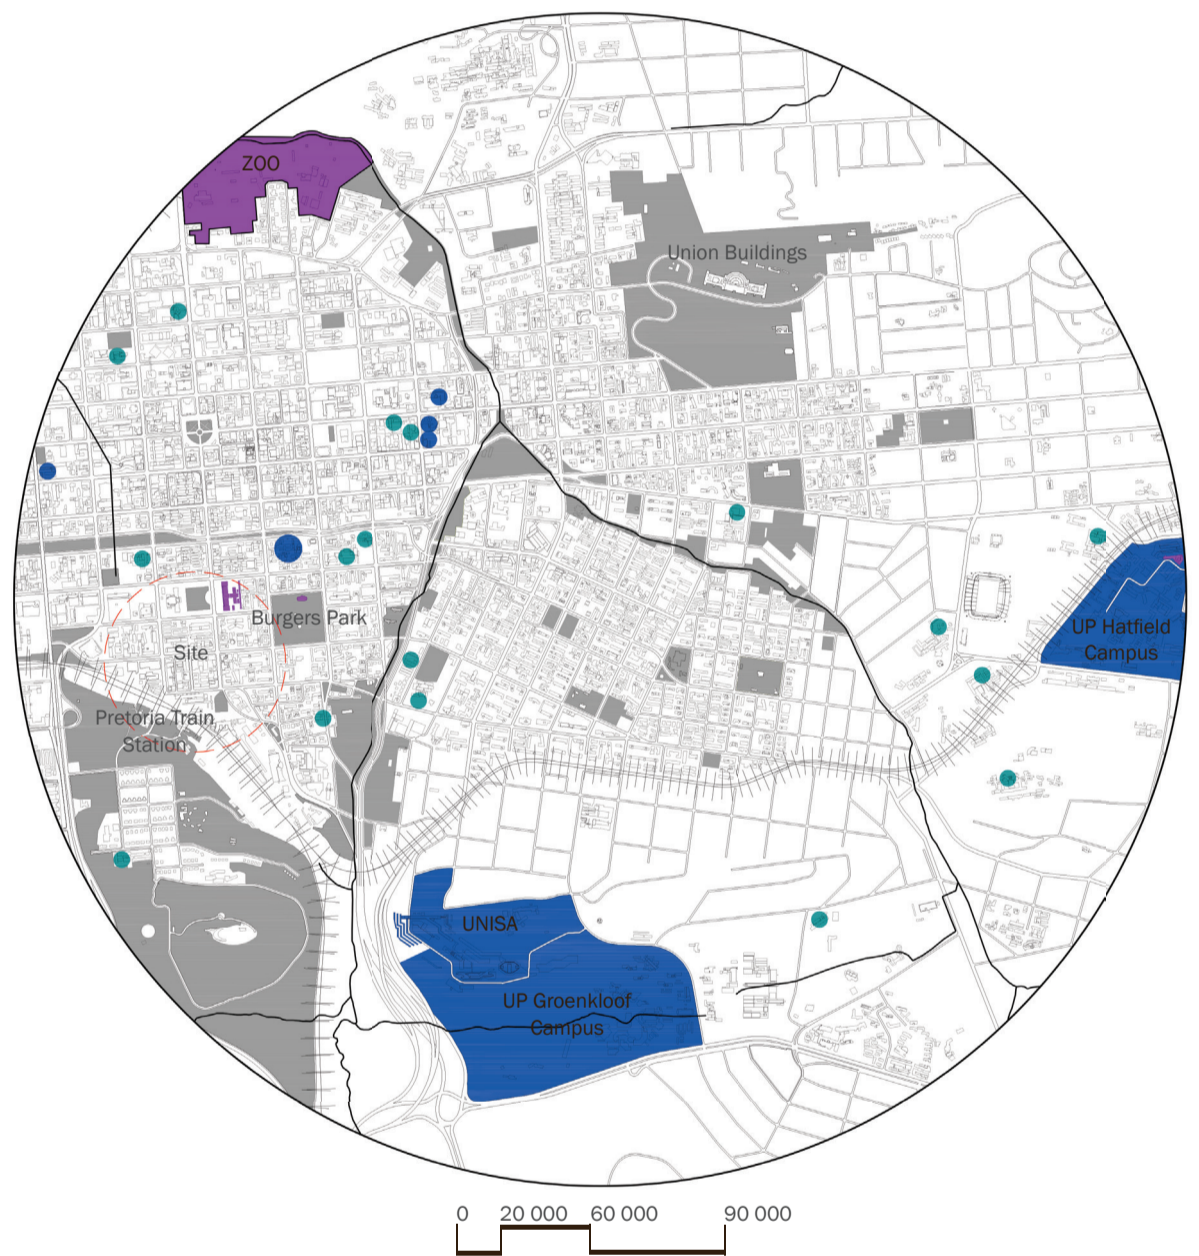 ZOO
Union Buildings
Burgers Park
UP Hatfield
Campus
Site
Pretoria Train
Station
UNISA
UP Groenkloof
Campus
0 20 000 60 000 90 000